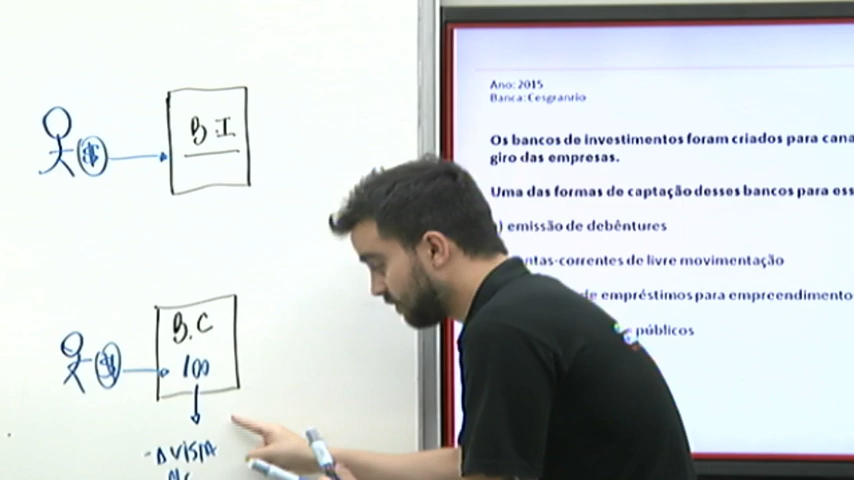 B I
B.C
100
- À VISTA
Ano: 2015
Banca: Cesgranrio
Os bancos de investimentos foram criados para cana
giro das empresas.
Uma das formas de captação desses bancos para ess
) emissão de debêntures
ntas-correntes de livre movimentação
de empréstimos para empreendimento
públicos